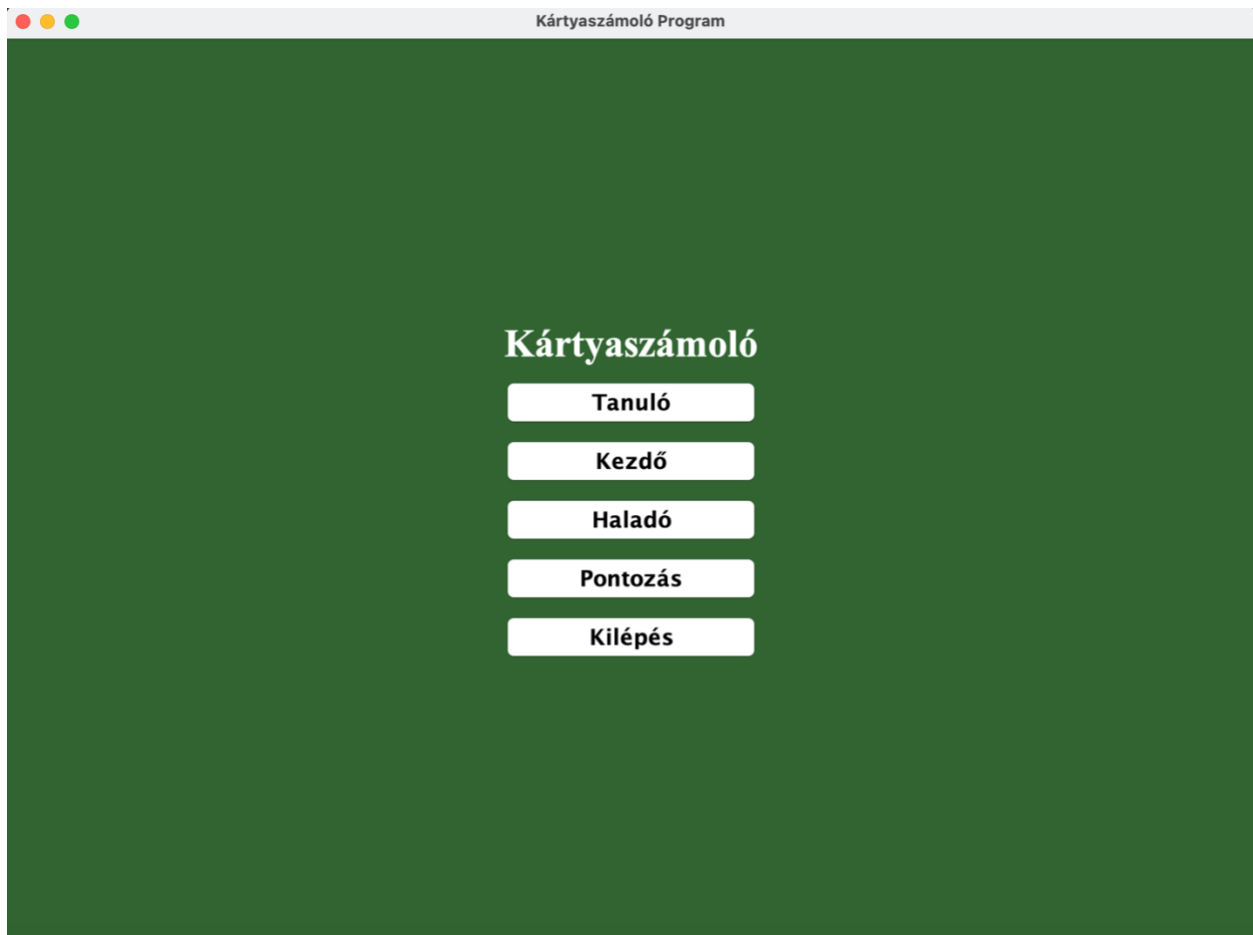 Kártyaszámoló Program
Kártyaszámoló
Tanuló
Kezdő
Haladó
Pontozás
Kilépés